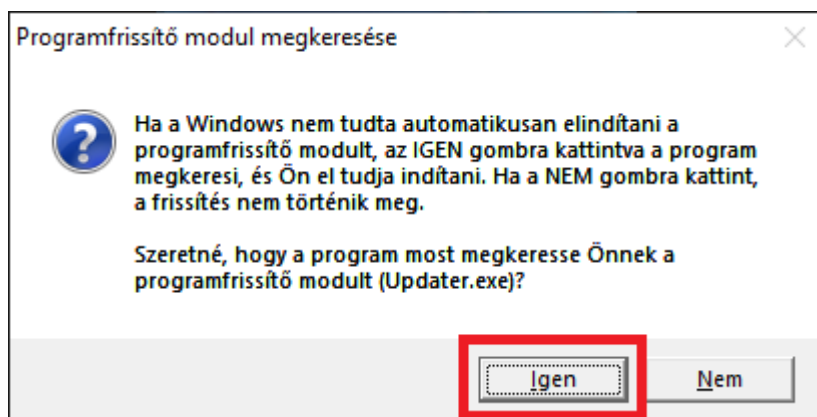 Programfrissítő modul megkeresése
Ha a Windows nem tudta automatikusan elindítani a
programfrissítő modult, az IGEN gombra kattintva a program
megkeresi, és Ön el tudja indítani. Ha a NEM gombra kattint,
a frissítés nem történik meg.
Szeretné, hogy a program most megkeresse Önnek a
programfrissítő modult (Updater.exe)?
Igen
Nem